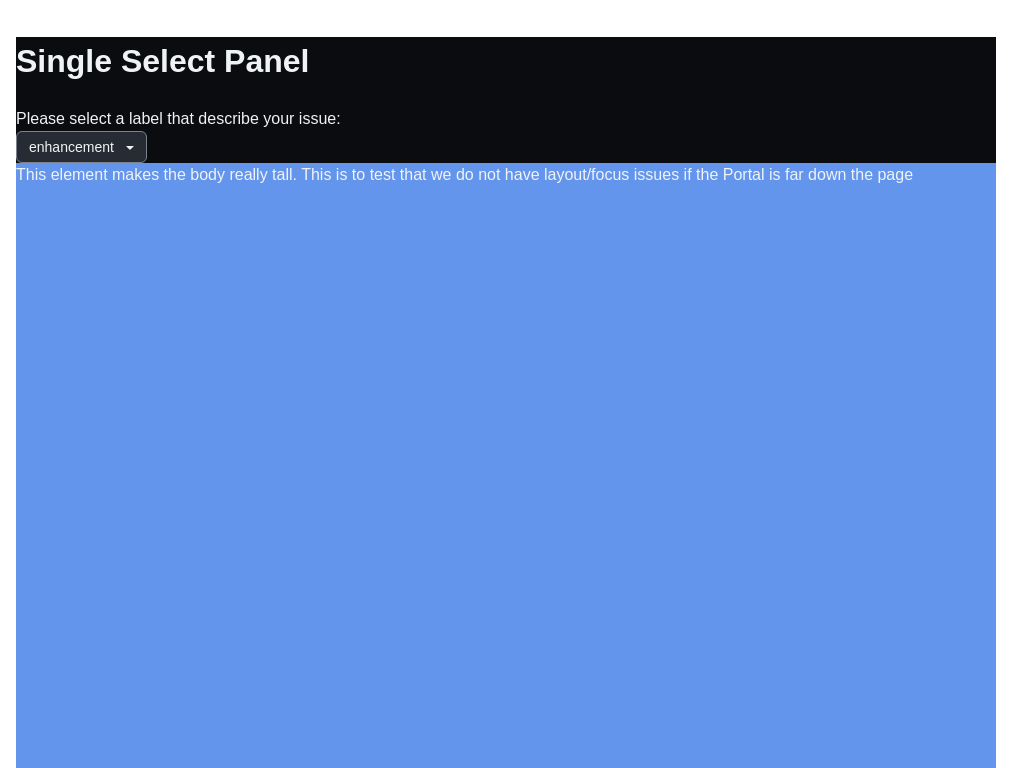 Single Select Panel
Please select a label that describe your issue:
enhancement
This element makes the body really tall. This is to test that we do not have layout/focus issues if the Portal is far down the page